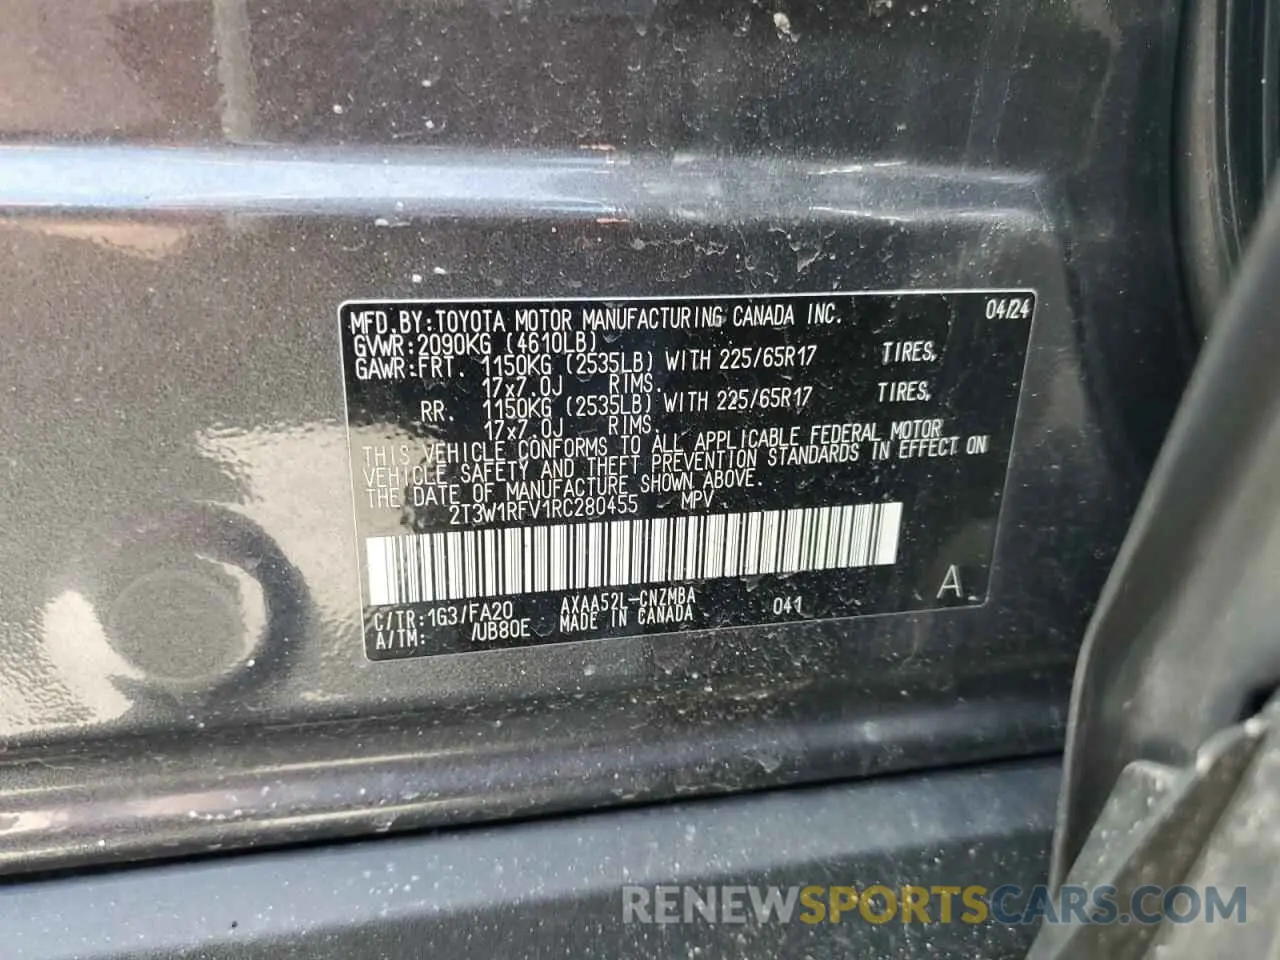 MFD.BY:TOYOTA MOTOR MANUFACTURING CANADA INC. 04/24
GVWR:2090KG (4610LB)
GAWR:FRT. 1150KG (2535LB) WITH 225/65R17 TIRES,
17x7.0J RIMS.
RR. 1150KG (2535LB) WITH 225/65R17 TIRES,
17x7.0J RIMS.
THIS VEHICLE CONFORMS TO ALL APPLICABLE FEDERAL MOTOR
VEHICLE SAFETY AND THEFT PREVENTION STANDARDS IN EFFECT ON
THE DATE OF MANUFACTURE SHOWN ABOVE.
2T3W1RFV1RC280455 MPV
A
C/TR:1G3/FA20 AXAA52L-CNZMBA 041
A/TM: /UB80E MADE IN CANADA
RENEWSPORTSCARS.COM